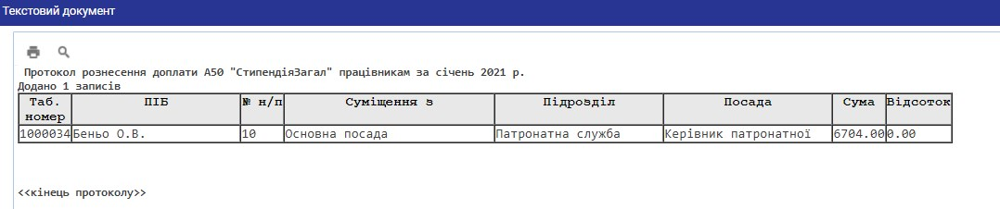 Текстовий документ
Протокол рознесення доплати А50 "СтипендіяЗагал" працівникам за січень 2021 р.
Додано 1 записів
Таб. номер ПІБ № н/п Суміщення s Підрозділ Посада Сума Відсоток
1000034 Беньо О.В. 10 Основна посада Патронатна служба Керівник патронатної 6704.00 0.00
<<кінець протоколу>>